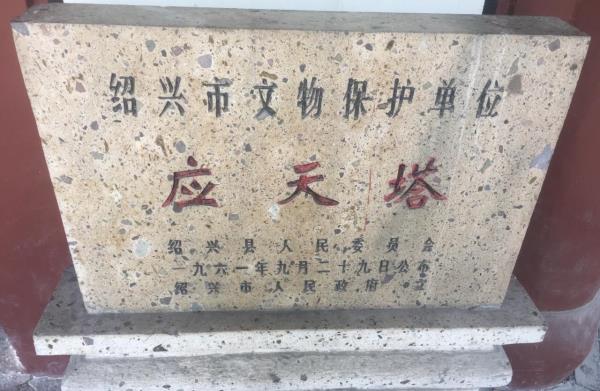 绍兴市文物保护单位
应天塔
绍兴县人民委员会
一九六一年九月二十九日公布
绍兴市人民政府立